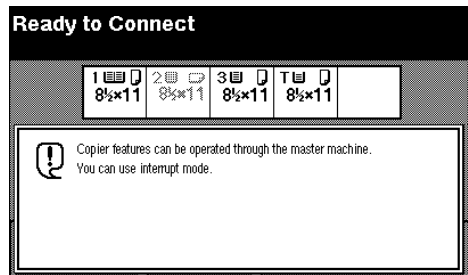 Ready to Connect
1 2 3 T
8½×11 8½×11 8½×11 8½×11
Copier features can be operated through the master machine.
You can use interrupt mode.